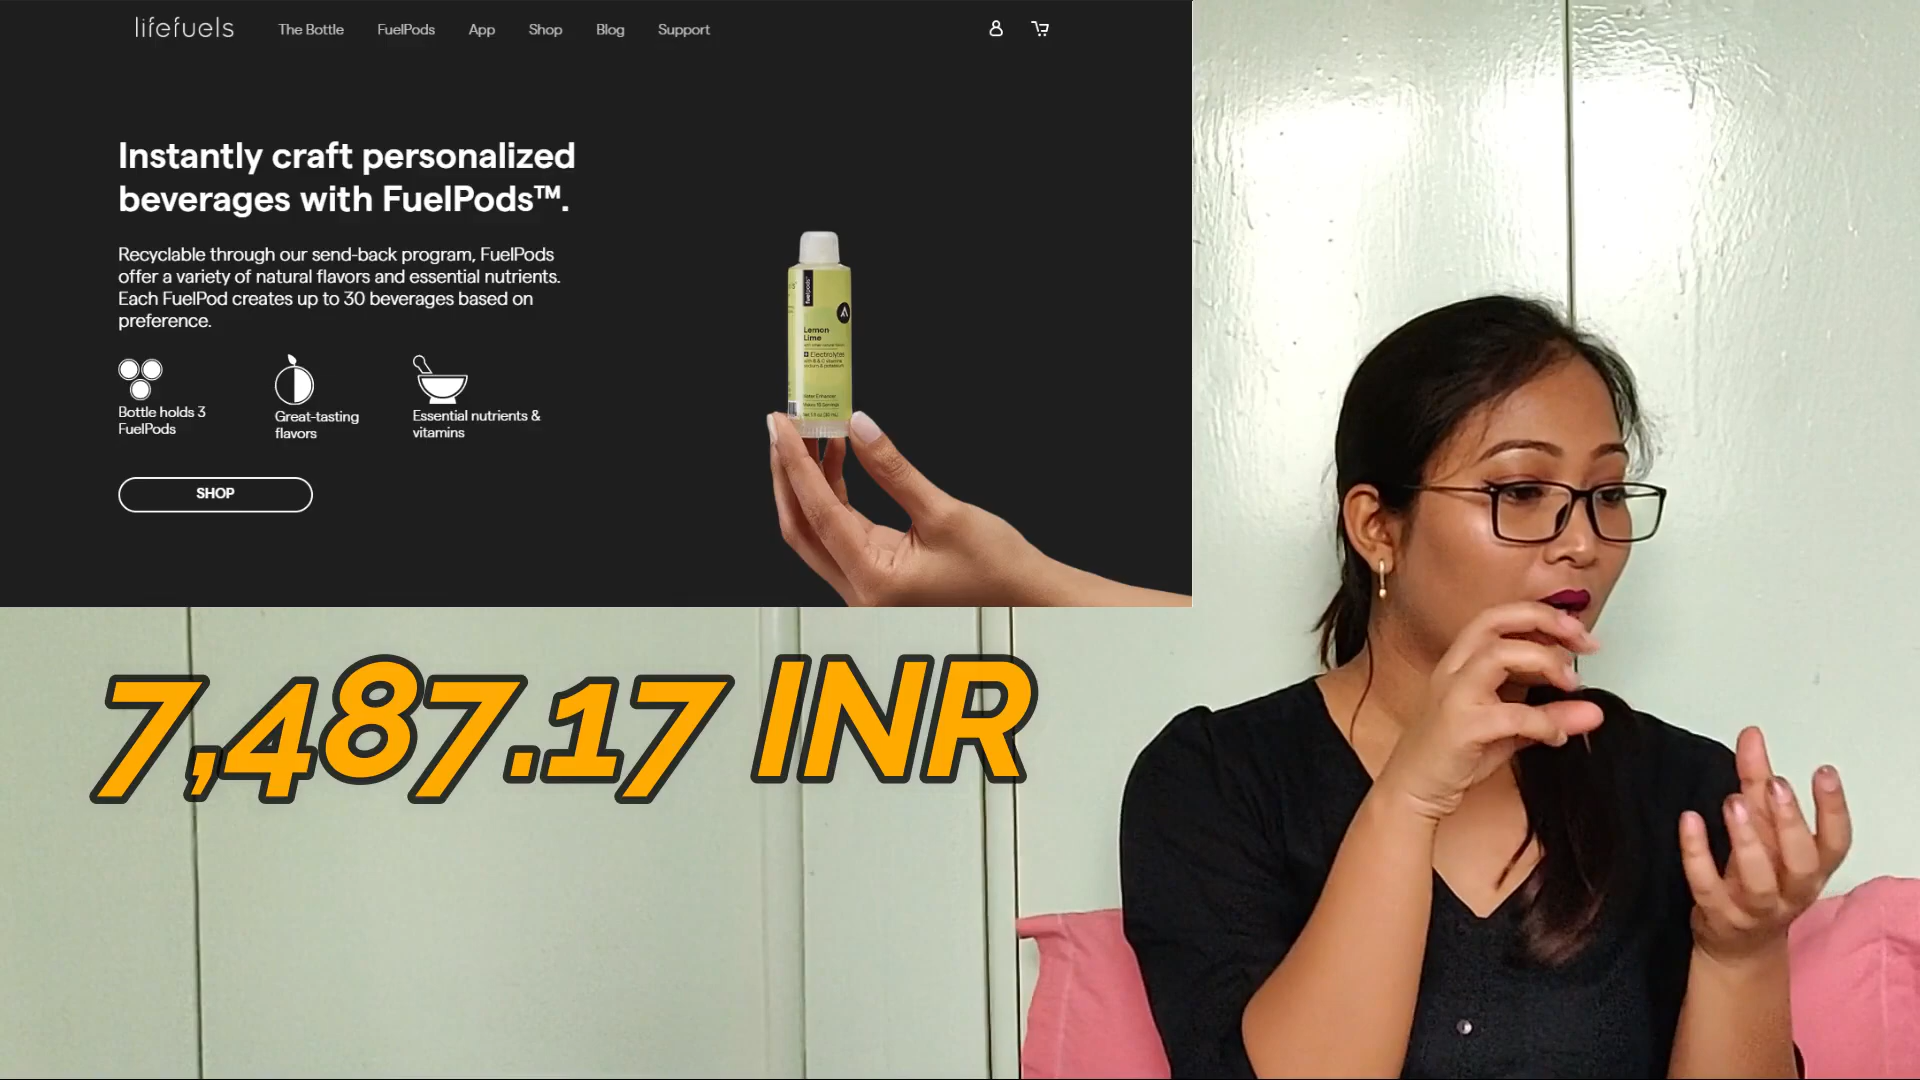 lifefuels The Bottle FuelPods App Shop Blog Support
Instantly craft personalized
beverages with FuelPods™.
Recyclable through our send-back program, FuelPods
offer a variety of natural flavors and essential nutrients.
Each FuelPod creates up to 30 beverages based on
preference.
Bottle holds 3
FuelPods
Great-tasting
flavors
Essential nutrients &
vitamins
SHOP
fuelpods
Lemon
Lime
Electrolytes
7,487.17 INR